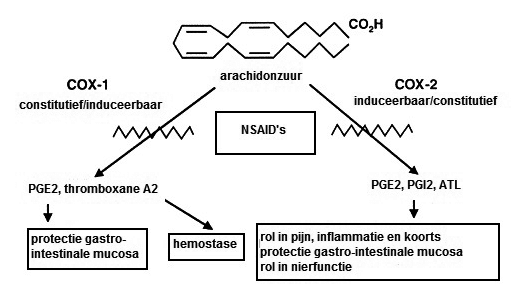 CO₂H
arachidonzuur
COX-1
constitutief/induceerbaar
COX-2
induceerbaar/constitutief
NSAID's
PGE2, thromboxane A2
PGE2, PGI2, ATL
protectie gastro-
intestinale mucosa
hemostase
rol in pijn, inflammatie en koorts
protectie gastro-intestinale mucosa
rol in nierfunctie